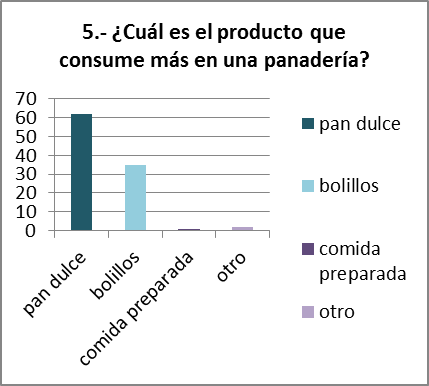 5.- ¿Cuál es el producto que
consume más en una panadería?
70
60
50
40
30
20
10
0
pan dulce
bolillos
comida preparada
otro
pan dulce
bolillos
comida
preparada
otro